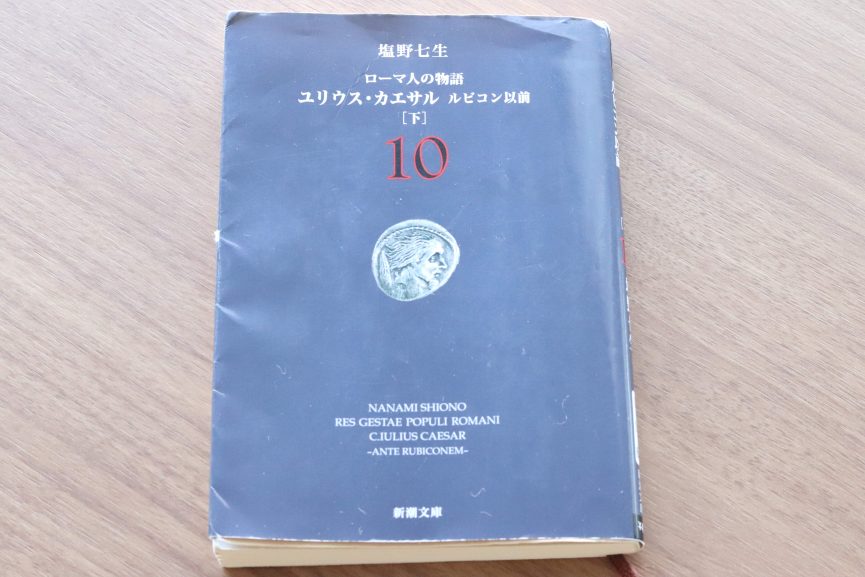 塩野七生
ローマ人の物語
ユリウス・カエサル ルビコン以前
[下]
10
NANAMI SHIONO
RES GESTAE POPULI ROMANI
C.IULIUS CAESAR
–ANTE RUBICONEM–
新潮文庫